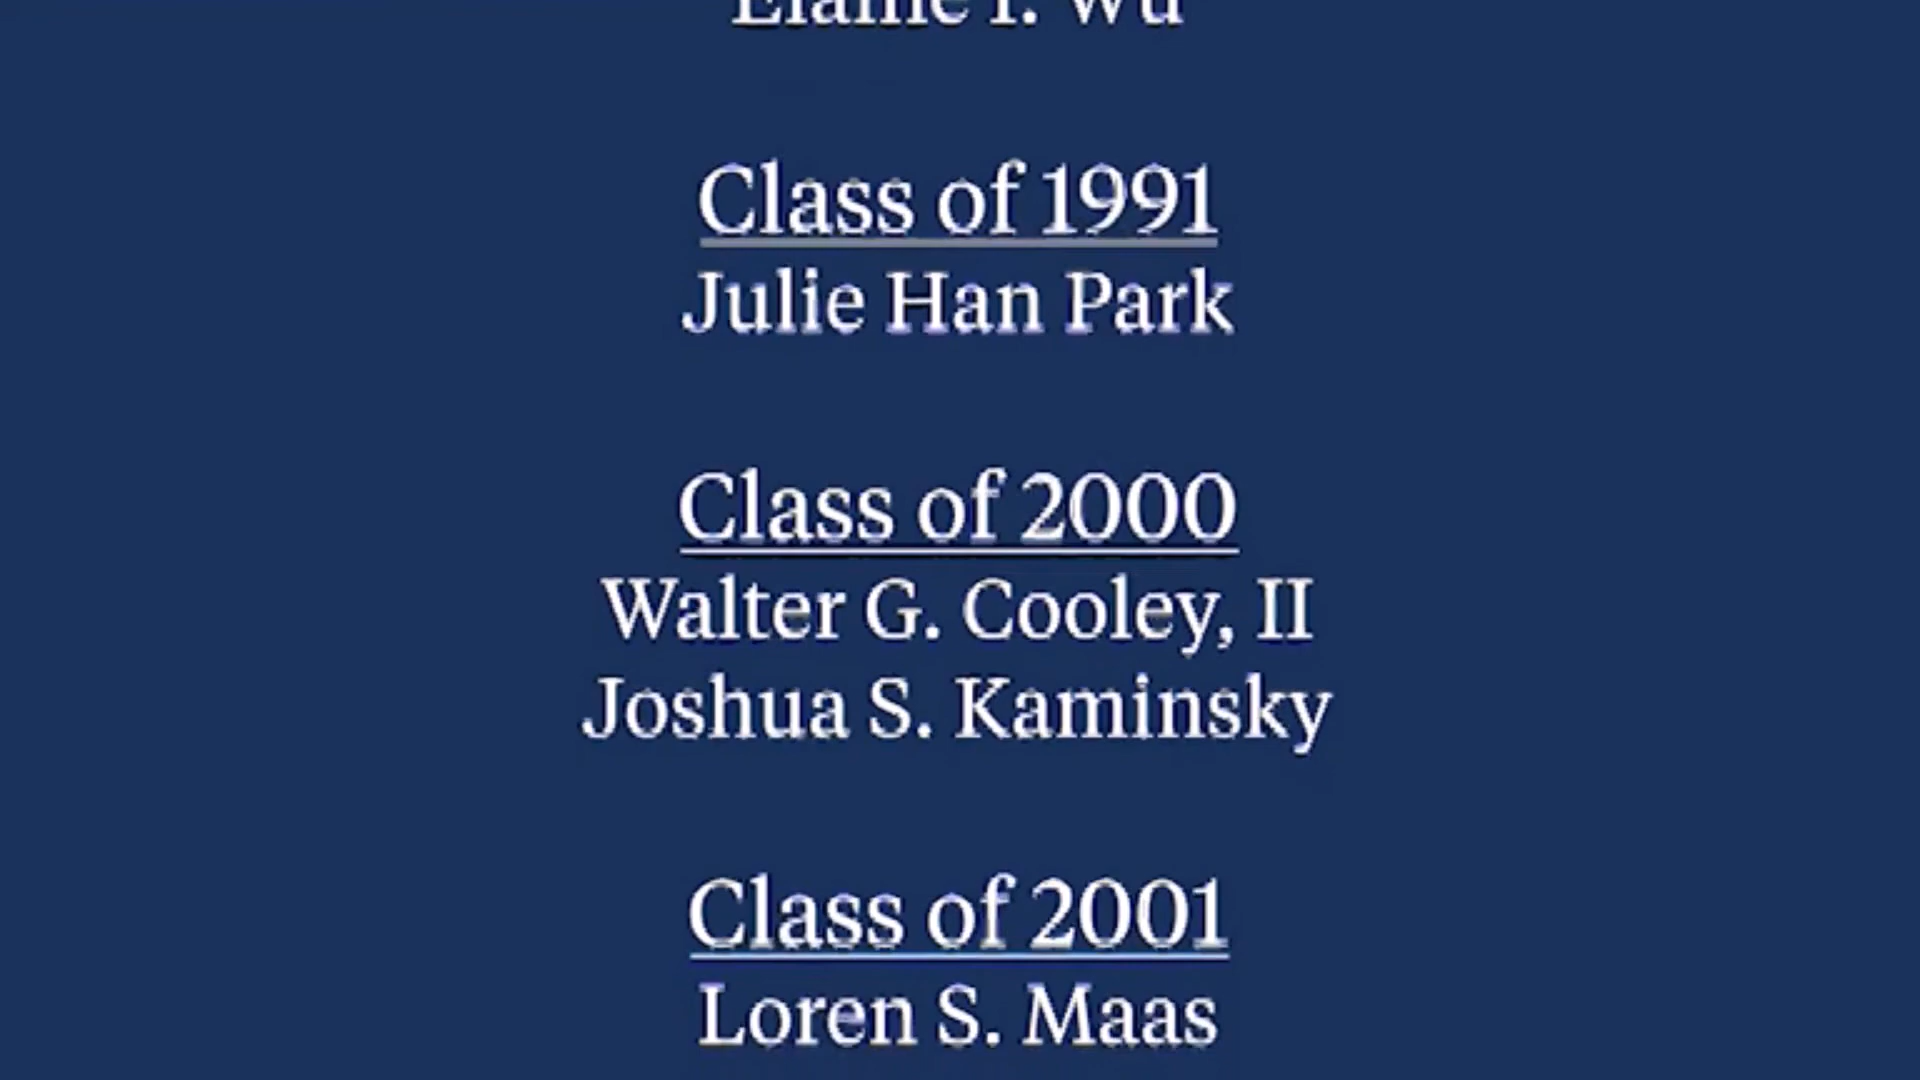 Wu
Class of 1991
Julie Han Park
Class of 2000
Walter G. Cooley, II
Joshua S. Kaminsky
Class of 2001
Loren S. Maas